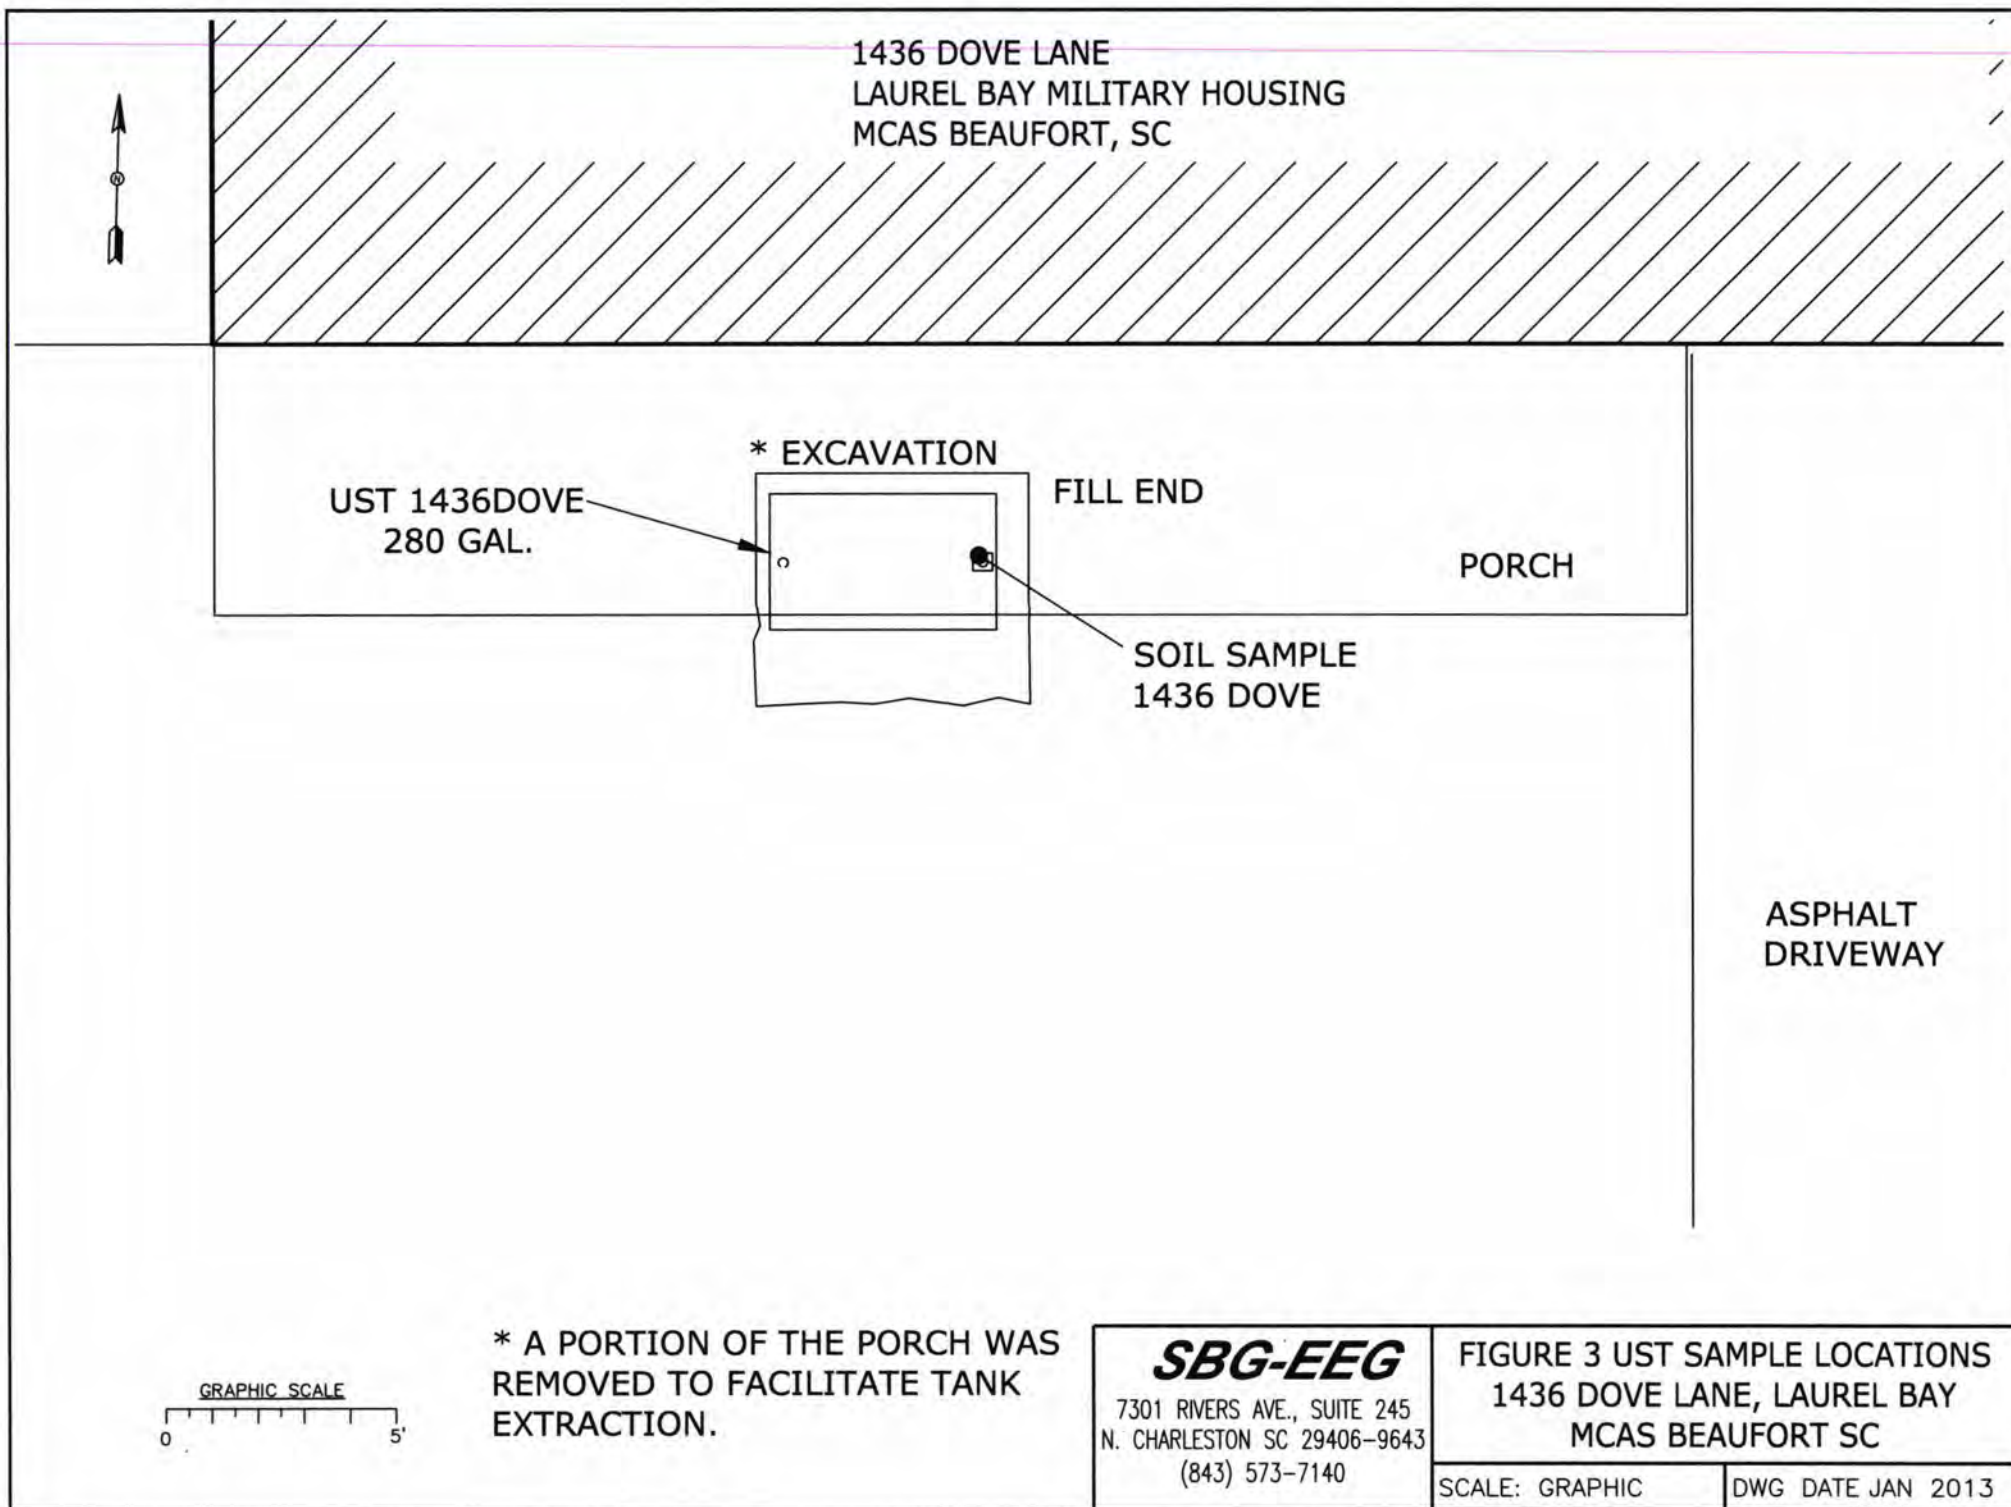 1436 DOVE LANE
LAUREL BAY MILITARY HOUSING
MCAS BEAUFORT, SC
N
* EXCAVATION
FILL END
UST 1436DOVE
280 GAL.
C
PORCH
SOIL SAMPLE
1436 DOVE
ASPHALT
DRIVEWAY
* A PORTION OF THE PORCH WAS
REMOVED TO FACILITATE TANK
EXTRACTION.
GRAPHIC SCALE
0 5'
SBG-EEG
7301 RIVERS AVE., SUITE 245
N. CHARLESTON SC 29406-9643
(843) 573-7140
FIGURE 3 UST SAMPLE LOCATIONS
1436 DOVE LANE, LAUREL BAY
MCAS BEAUFORT SC
SCALE: GRAPHIC
DWG DATE JAN 2013